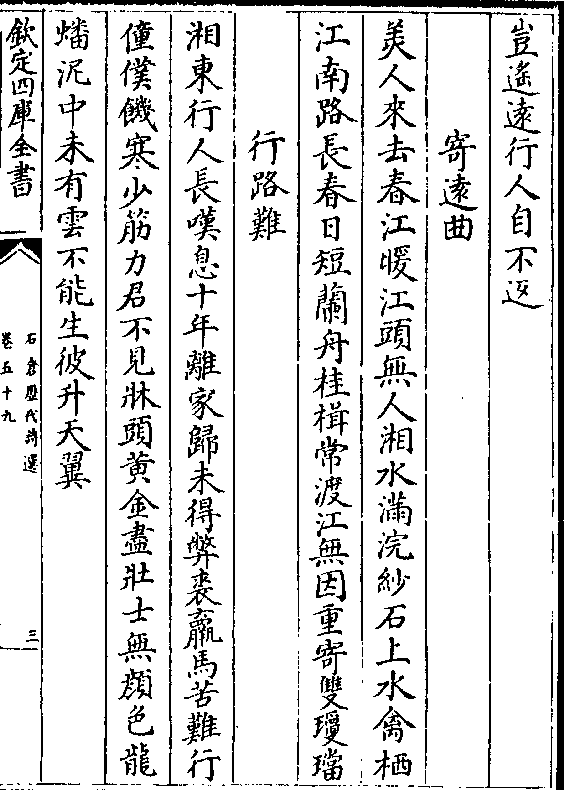 豈遙遠行人自不返
寄遠曲
美人來去春江暖江頭無人湘水滿浣紗石上水禽栖
江南路長春日短蘭舟桂楫常渡江無因重寄雙瓊璫
行路難
湘東行人長嘆息十年離家歸未得弊裘羸馬苦難行
僮僕饑寒少筋力君不見牀頭黄金盡壯士無顔色龍
蟠泥中未有雲不能生彼升天翼
欽定四庫全書
石倉歷代詩選
卷五十九
三